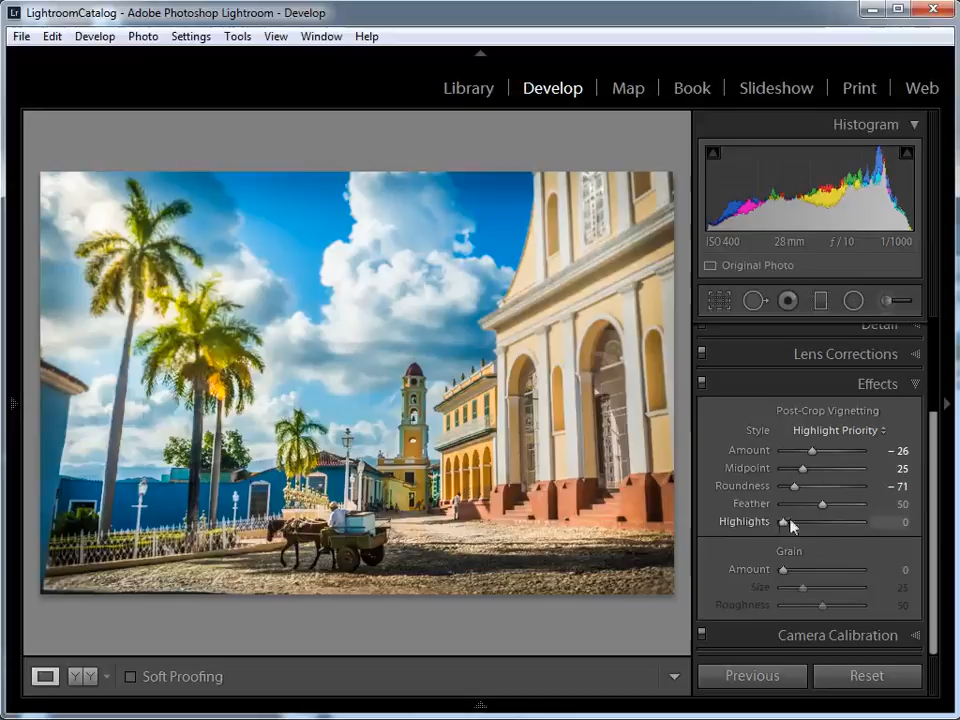 LightroomCatalog - Adobe Photoshop Lightroom - Develop
File Edit Develop Photo Settings Tools View Window Help
Library | Develop | Map | Book | Slideshow | Print | Web
Histogram
ISO 400 28 mm ƒ / 10 1/1000
Original Photo
Detail
Lens Corrections
Effects
Post-Crop Vignetting
Style Highlight Priority
Amount – 26
Midpoint 25
Roundness – 71
Feather 50
Highlights 0
Grain
Amount 0
Size 25
Roughness 50
Camera Calibration
Previous Reset
Y Y Soft Proofing